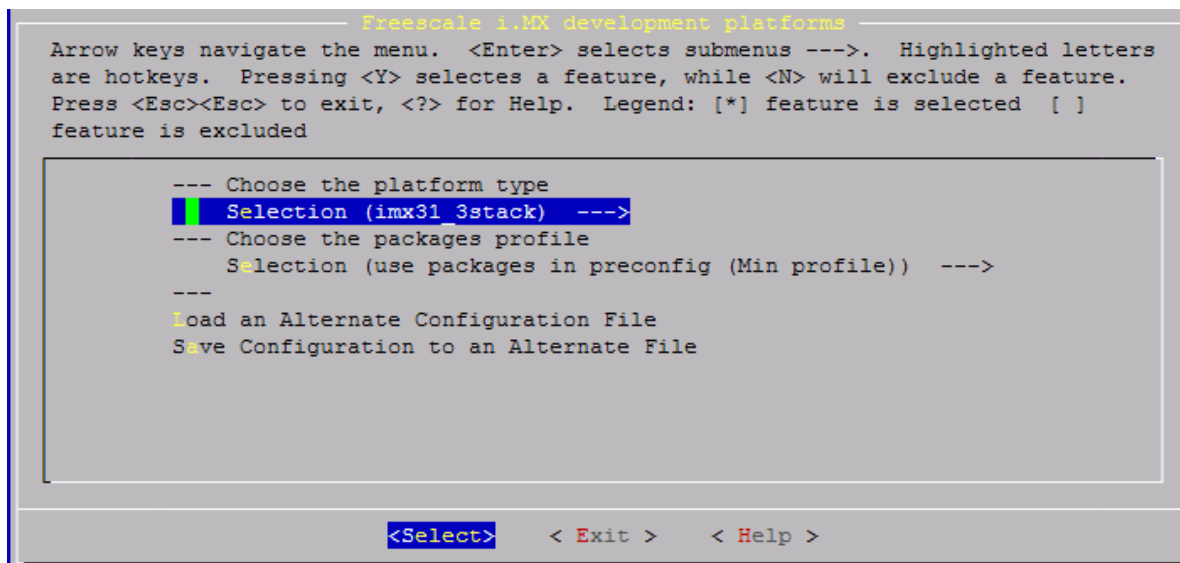 Freescale i.MX development platforms
Arrow keys navigate the menu.  <Enter> selects submenus --->.  Highlighted letters
are hotkeys.  Pressing <Y> selectes a feature, while <N> will exclude a feature.
Press <Esc><Esc> to exit, <?> for Help.  Legend: [*] feature is selected  [ ]
feature is excluded
--- Choose the platform type
Selection (imx31_3stack)  --->
--- Choose the packages profile
Selection (use packages in preconfig (Min profile))  --->
---
Load an Alternate Configuration File
Save Configuration to an Alternate File
<Select>    < Exit >    < Help >